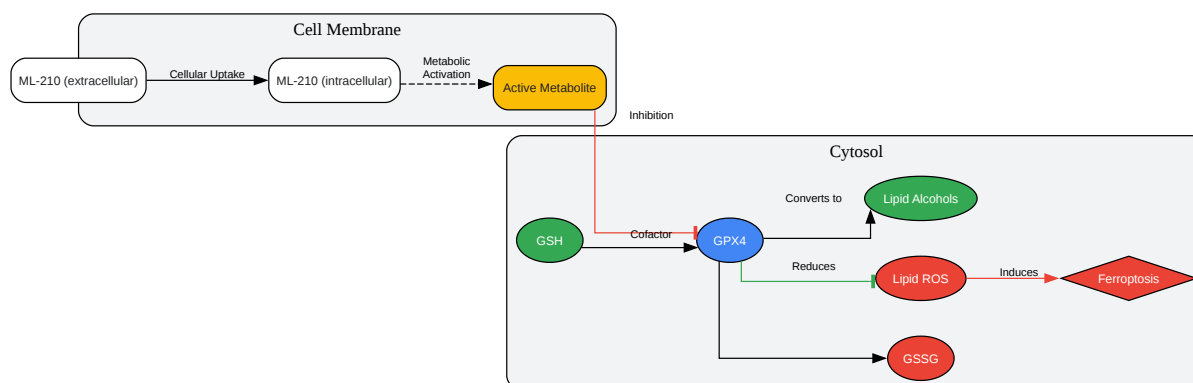 Cell Membrane
ML-210 (extracellular)
Cellular Uptake
ML-210 (intracellular)
Metabolic
Activation
Active Metabolite
Inhibition
Cytosol
Converts to
Lipid Alcohols
GSH
Cofactor
GPX4
Reduces
Lipid ROS
Induces
Ferroptosis
GSSG